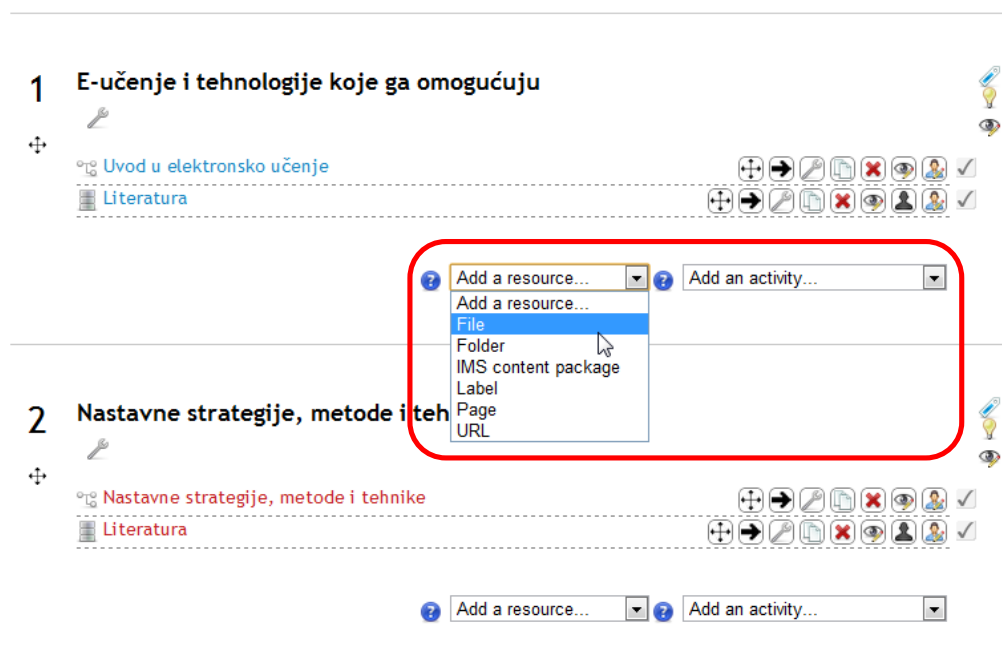 1 E-učenje i tehnologije koje ga omogućuju
Uvod u elektronsko učenje
Literatura
Add a resource... Add an activity...
Add a resource...
File
Folder
IMS content package
Label
Page
URL
2 Nastavne strategije, metode i teh
Nastavne strategije, metode i tehnike
Literatura
Add a resource... Add an activity...